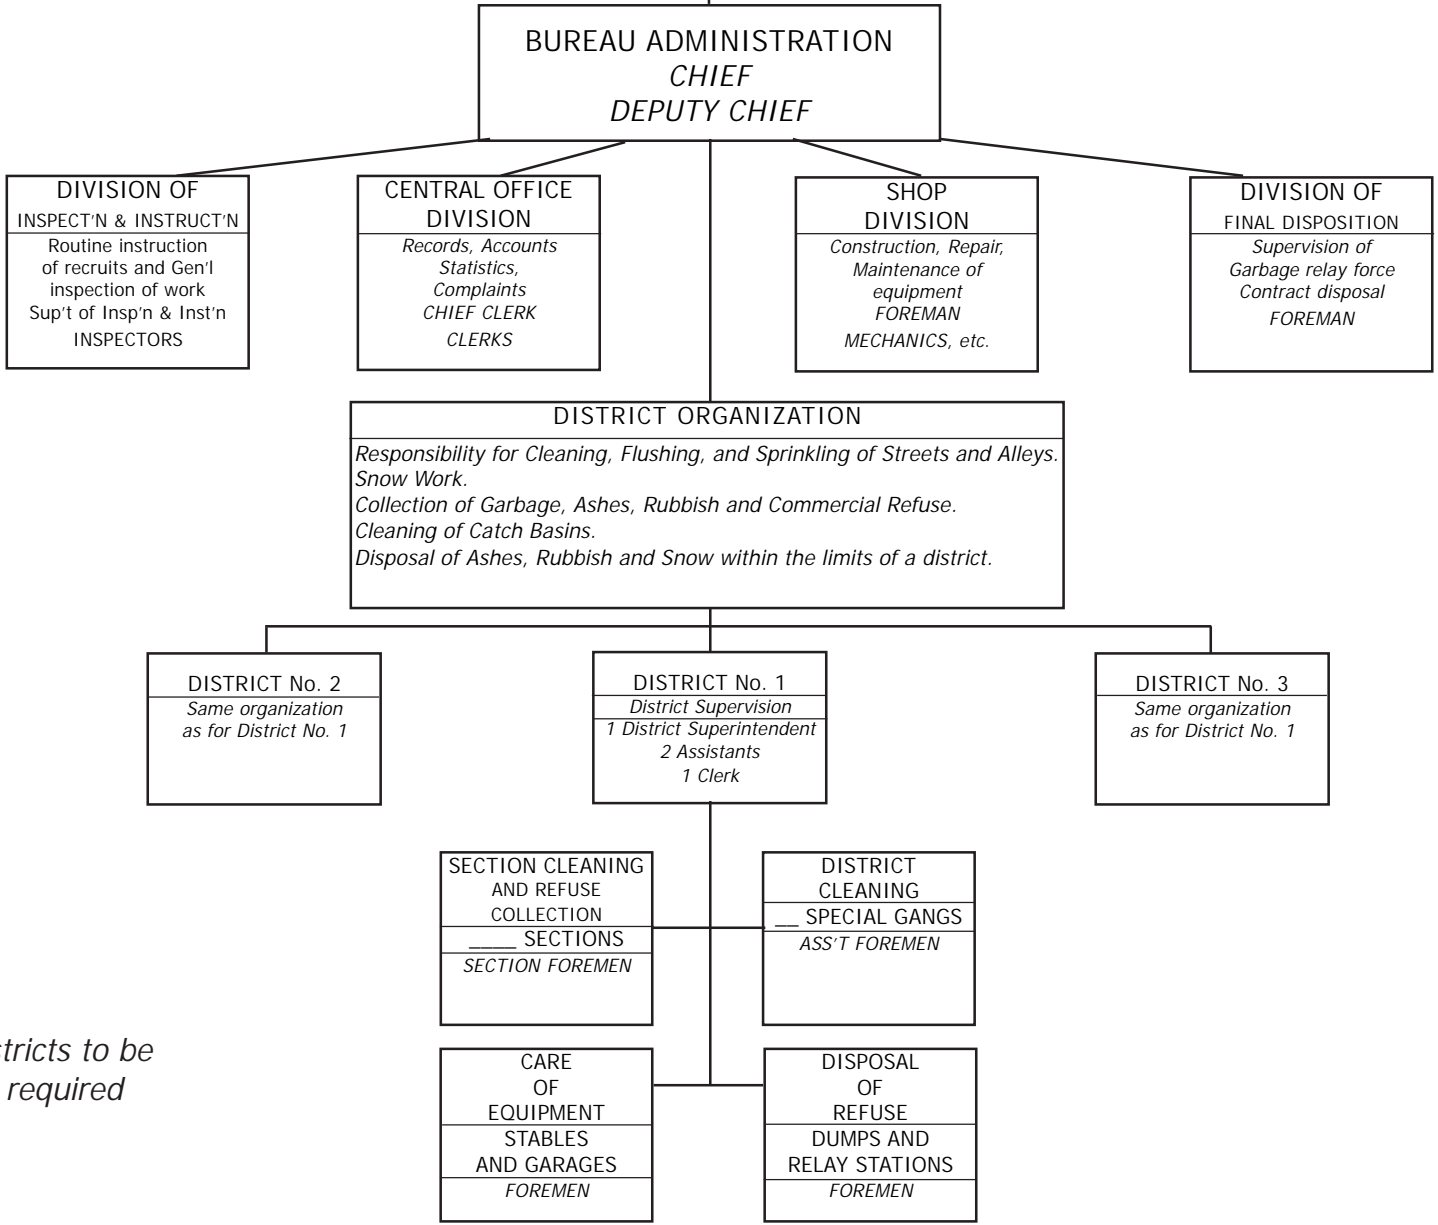 BUREAU ADMINISTRATION
CHIEF
DEPUTY CHIEF
DIVISION OF
INSPECT'N & INSTRUCT'N
Routine instruction
of recruits and Gen'l
inspection of work
Sup't of Insp'n & Inst'n
INSPECTORS
CENTRAL OFFICE
DIVISION
Records, Accounts
Statistics,
Complaints
CHIEF CLERK
CLERKS
SHOP
DIVISION
Construction, Repair,
Maintenance of
equipment
FOREMAN
MECHANICS, etc.
DIVISION OF
FINAL DISPOSITION
Supervision of
Garbage relay force
Contract disposal
FOREMAN
DISTRICT ORGANIZATION
Responsibility for Cleaning, Flushing, and Sprinkling of Streets and Alleys.
Snow Work.
Collection of Garbage, Ashes, Rubbish and Commercial Refuse.
Cleaning of Catch Basins.
Disposal of Ashes, Rubbish and Snow within the limits of a district.
DISTRICT No. 2
Same organization
as for District No. 1
DISTRICT No. 1
District Supervision
1 District Superintendent
2 Assistants
1 Clerk
DISTRICT No. 3
Same organization
as for District No. 1
SECTION CLEANING
AND REFUSE
COLLECTION
____ SECTIONS
SECTION FOREMEN
DISTRICT
CLEANING
__ SPECIAL GANGS
ASS'T FOREMEN
tricts to be
required
CARE
OF
EQUIPMENT
STABLES
AND GARAGES
FOREMEN
DISPOSAL
OF
REFUSE
DUMPS AND
RELAY STATIONS
FOREMEN